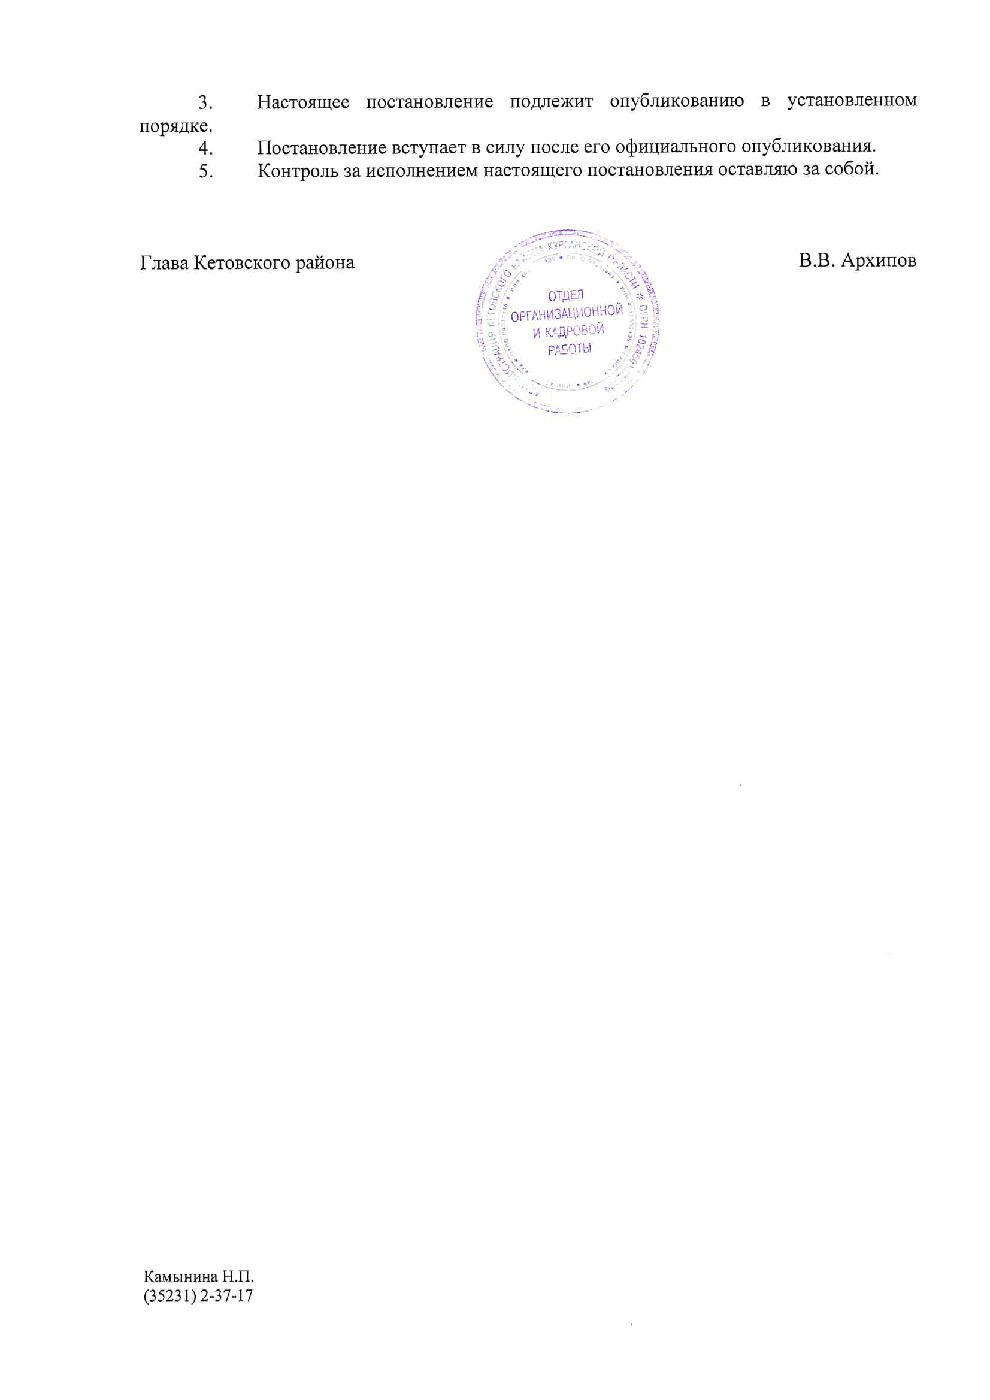 3. Настоящее постановление подлежит опубликованию в установленном
порядке.
4. Постановление вступает в силу после его официального опубликования.
5. Контроль за исполнением настоящего постановления оставляю за собой.
Глава Кетовского района
В.В. Архипов
ОТДЕЛ
ОРГАНИЗАЦИОННОЙ
И КАДРОВОЙ
РАБОТЫ
Камынина Н.П.
(35231) 2-37-17